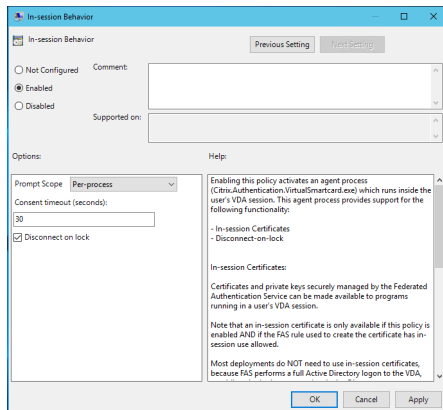 In-session Behavior
In-session Behavior
Previous Setting
Next Setting
Not Configured
Comment:
Enabled
Disabled
Supported on:
Options:
Help:
Prompt Scope
Per-process
Consent timeout (seconds):
30
Disconnect on lock
Enabling this policy activates an agent process
(Citrix.Authentication.VirtualSmartcard.exe) which runs inside the
user's VDA session. This agent process provides support for the
following functionality:
- In-session Certificates
- Disconnect-on-lock
In-session Certificates:
Certificates and private keys securely managed by the Federated
Authentication Service can be made available to programs
running in a user's VDA session.
Note that an in-session certificate is only available if this policy is
enabled AND if the FAS rule used to create the certificate has in-
session use allowed.
Most deployments do NOT need to use in-session certificates,
because FAS performs a full Active Directory logon to the VDA,
OK
Cancel
Apply